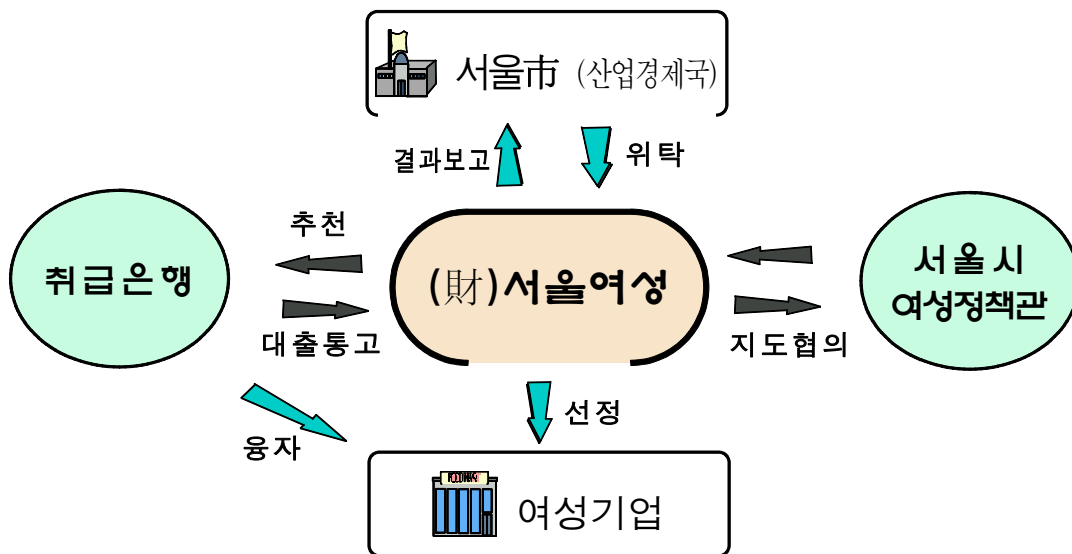 서울市 (산업경제국)
결과보고
위탁
추천
취급은행
(財)서울여성
서울시
여성정책관
대출통고
지도협의
선정
융자
여성기업